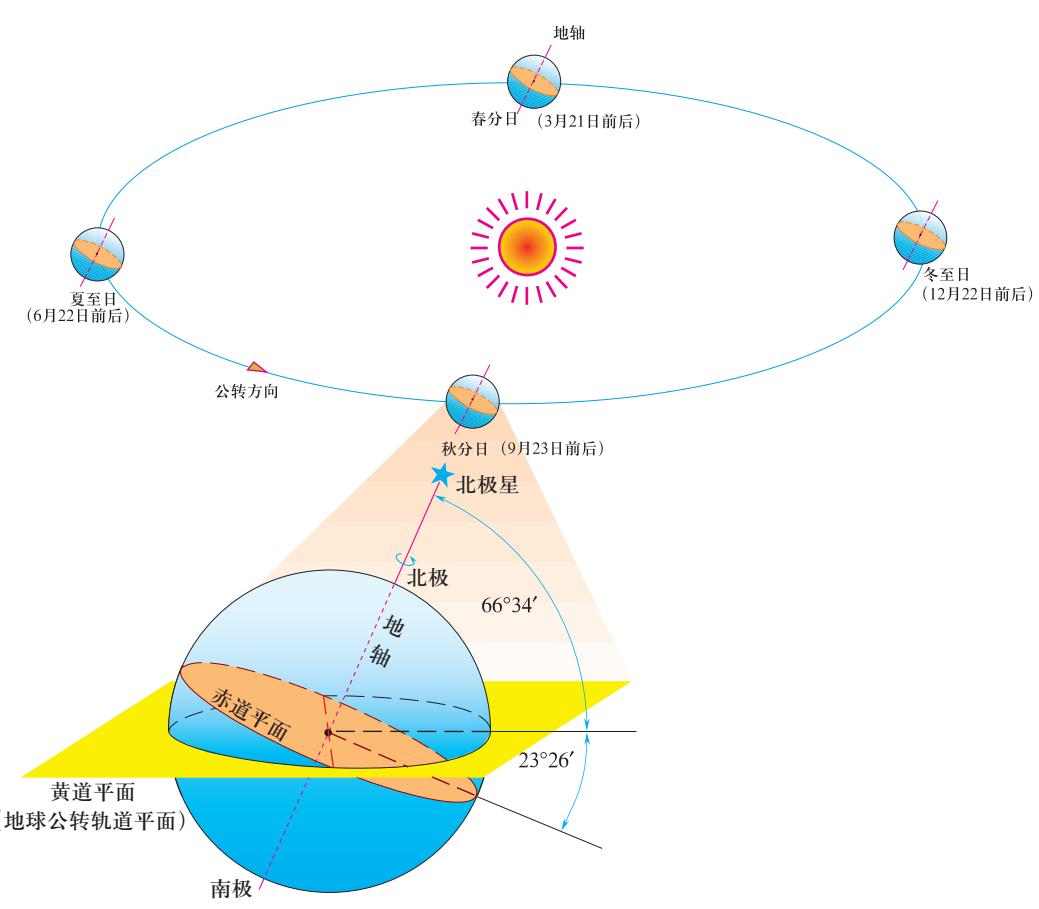 地轴
春分日 (3月21日前后)
夏至日
(6月22日前后)
冬至日
(12月22日前后)
公转方向
秋分日 (9月23日前后)
北极星
北极
66°34′
地
轴
赤道平面
23°26′
黄道平面
(地球公转轨道平面)
南极